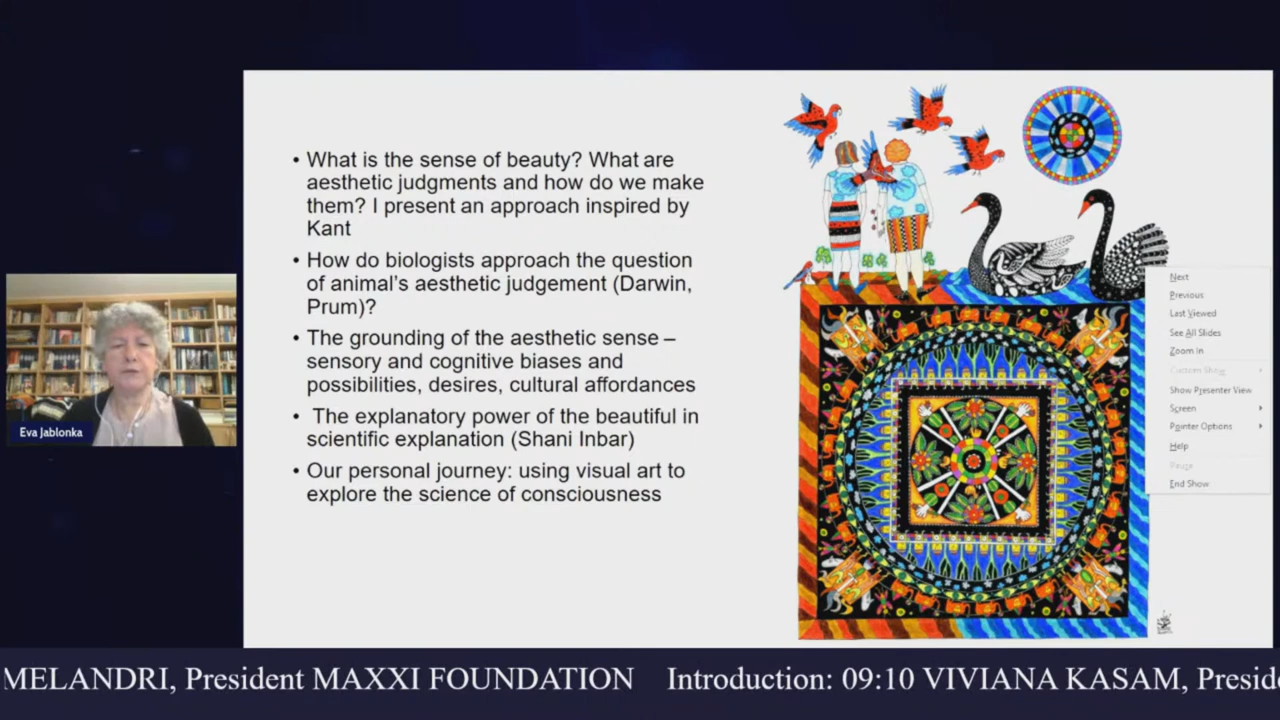 • What is the sense of beauty? What are
aesthetic judgments and how do we make
them? I present an approach inspired by
Kant
• How do biologists approach the question
of animal's aesthetic judgement (Darwin,
Prum)?
• The grounding of the aesthetic sense –
sensory and cognitive biases and
possibilities, desires, cultural affordances
• The explanatory power of the beautiful in
scientific explanation (Shani Inbar)
• Our personal journey: using visual art to
explore the science of consciousness
Next
Previous
Last Viewed
See All Slides
Zoom In
Custom Show
Show Presenter View
Screen
Pointer Options
Help
Pause
End Show
Eva Jablonka
MELANDRI, President MAXXI FOUNDATION Introduction: 09:10 VIVIANA KASAM, Preside